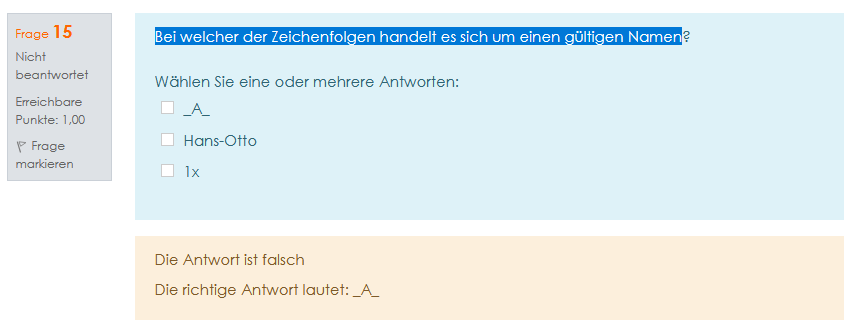 Frage 15
Nicht
beantwortet
Erreichbare
Punkte: 1,00
Frage
markieren
Bei welcher der Zeichenfolgen handelt es sich um einen gültigen Namen?
Wählen Sie eine oder mehrere Antworten:
_A_
Hans-Otto
1x
Die Antwort ist falsch
Die richtige Antwort lautet: _A_